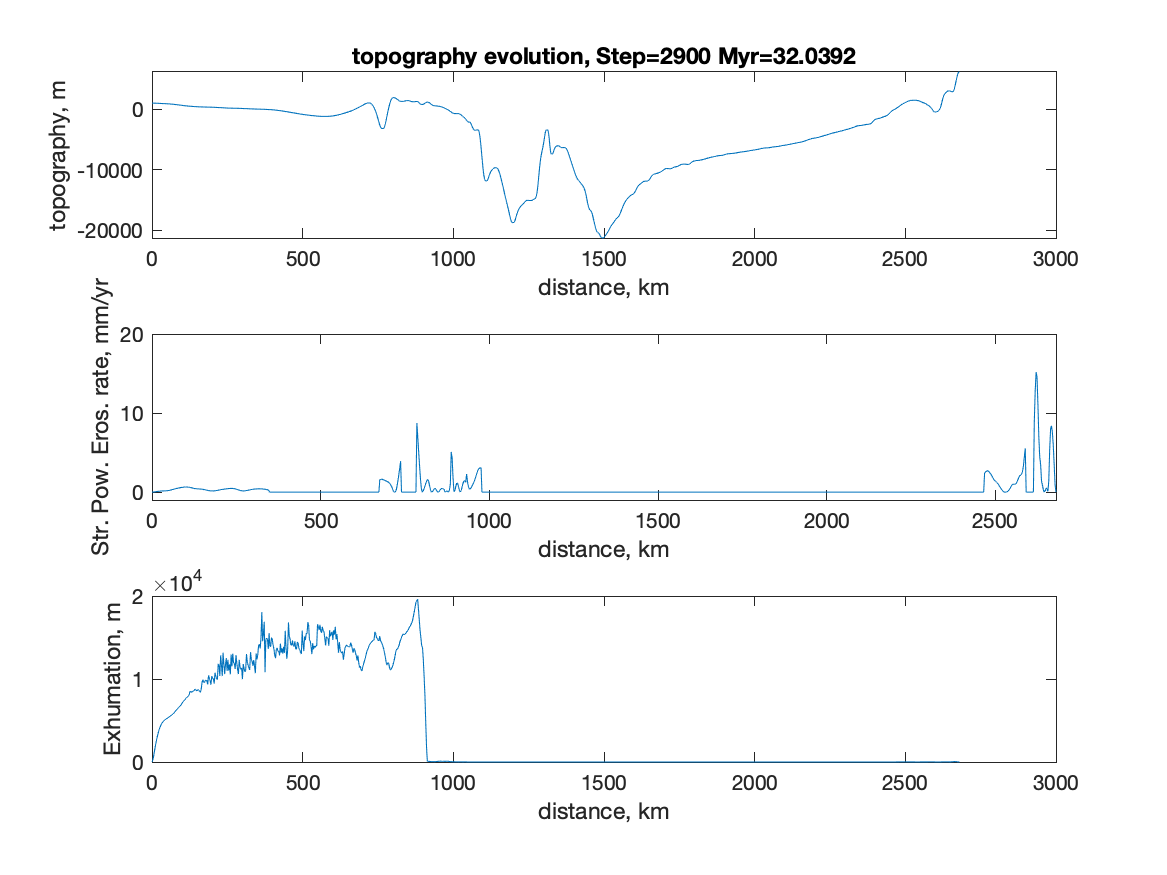 topography evolution, Step=2900 Myr=32.0392
topography, m
0
-10000
-20000
0 500 1000 1500 2000 2500 3000
distance, km
Str. Pow. Eros. rate, mm/yr
20
10
0
0 500 1000 1500 2000 2500
distance, km
×10⁴
Exhumation, m
2
1
0
0 500 1000 1500 2000 2500 3000
distance, km